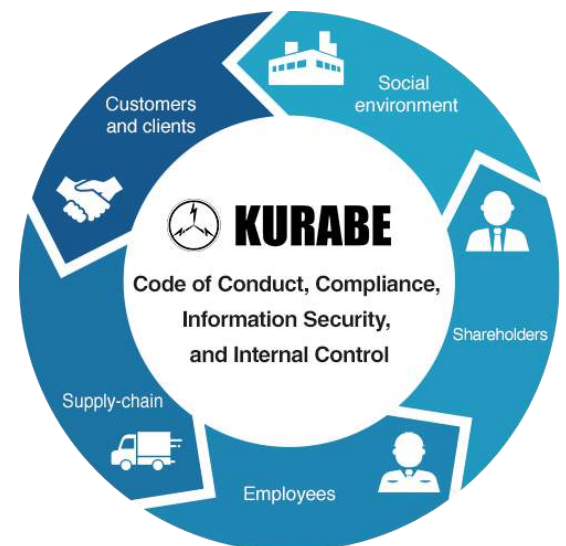 Customers
and clients
Social
environment
KURABE
Code of Conduct, Compliance,
Information Security,
and Internal Control
Shareholders
Supply-chain
Employees